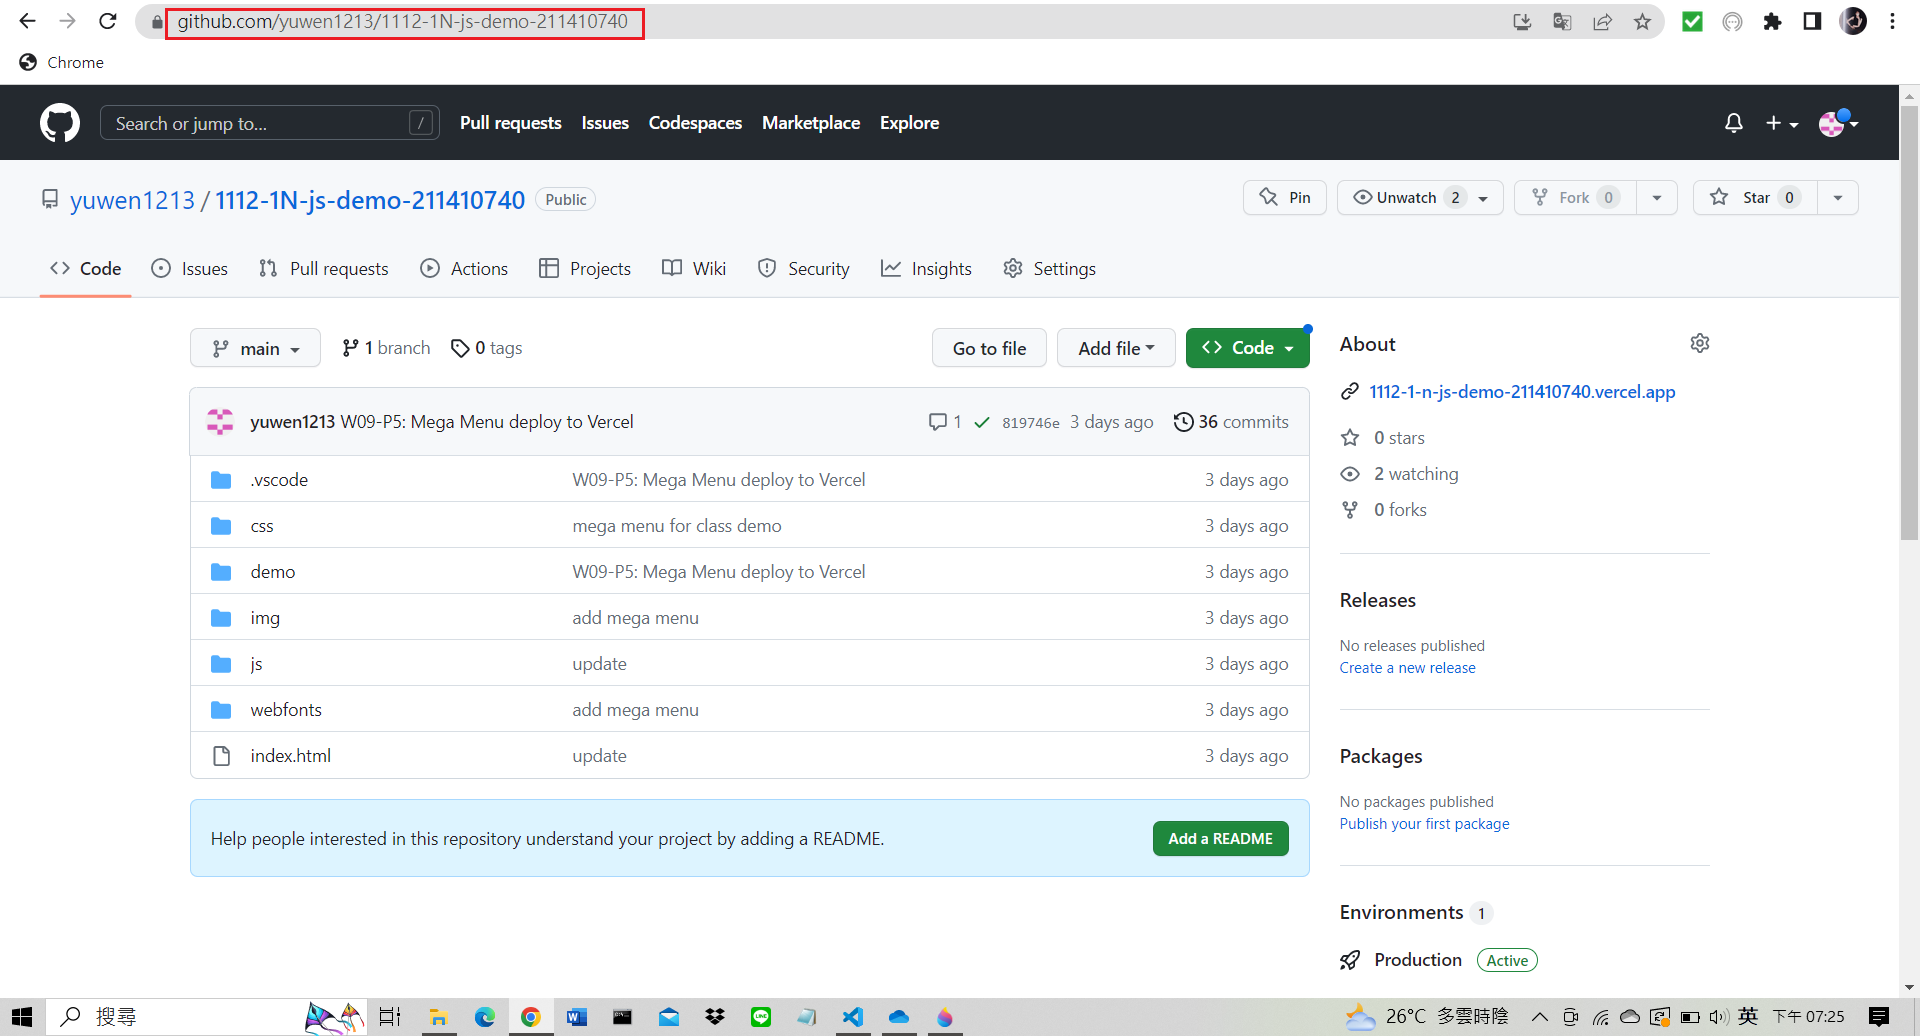 github.com/yuwen1213/1112-1N-js-demo-211410740
Chrome
Search or jump to... /
Pull requests Issues Codespaces Marketplace Explore
yuwen1213 / 1112-1N-js-demo-211410740 Public
Pin Unwatch 2 Fork 0 Star 0
Code Issues Pull requests Actions Projects Wiki Security Insights Settings
main 1 branch 0 tags Go to file Add file Code
yuwen1213 W09-P5: Mega Menu deploy to Vercel 1 819746e 3 days ago 36 commits
.vscode W09-P5: Mega Menu deploy to Vercel 3 days ago
css mega menu for class demo 3 days ago
demo W09-P5: Mega Menu deploy to Vercel 3 days ago
img add mega menu 3 days ago
js update 3 days ago
webfonts add mega menu 3 days ago
index.html update 3 days ago
Help people interested in this repository understand your project by adding a README. Add a README
About
1112-1-n-js-demo-211410740.vercel.app
0 stars
2 watching
0 forks
Releases
No releases published
Create a new release
Packages
No packages published
Publish your first package
Environments 1
Production Active
搜尋 26°C 多雲時陰 英 下午 07:25